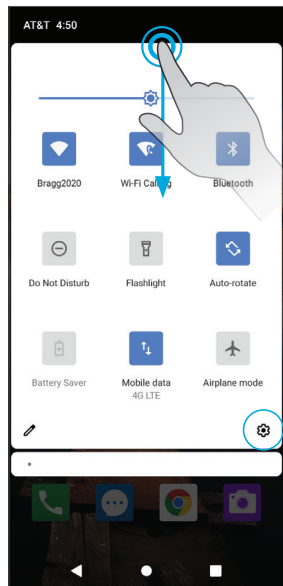 AT&T 4:50
Bragg2020
Wi-Fi Calling
Bluetooth
Do Not Disturb
Flashlight
Auto-rotate
Battery Saver
Mobile data
4G LTE
Airplane mode